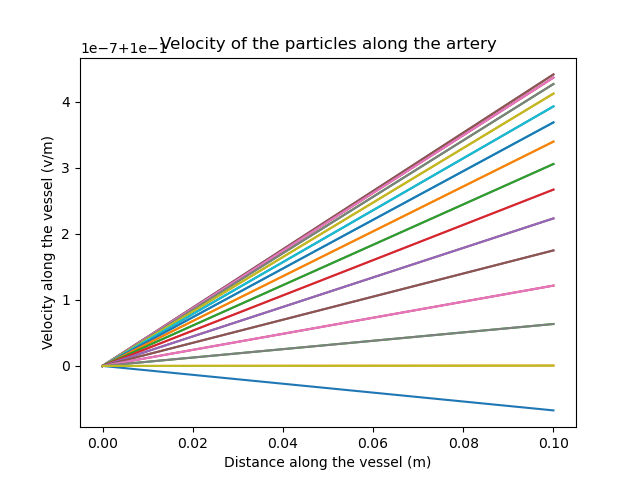 Velocity of the particles along the artery
1e−7+1e−1
4
3
2
1
0
Velocity along the vessel (v/m)
0.00 0.02 0.04 0.06 0.08 0.10
Distance along the vessel (m)